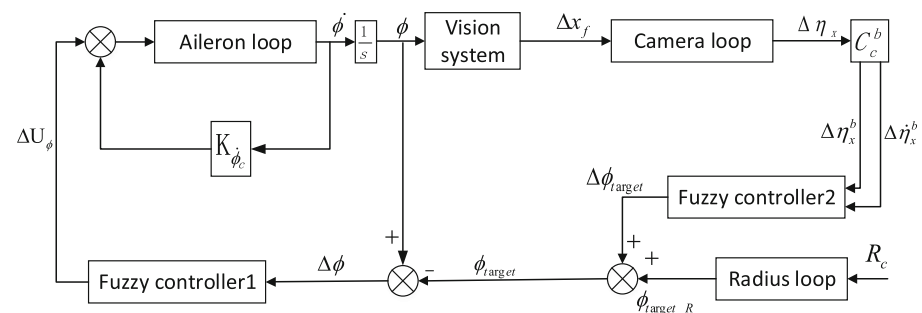 Aileron loop
ϕ̇
1/s
ϕ
Vision
system
Δx_f
Camera loop
Δη_x
C_c^b
ΔU_ϕ
K_ϕ̇_c
Δη_x^b
Δη̇_x^b
Δϕ_target
Fuzzy controller2
+
+
+
Fuzzy controller1
Δϕ
-
ϕ_target
ϕ_target_R
Radius loop
R_c